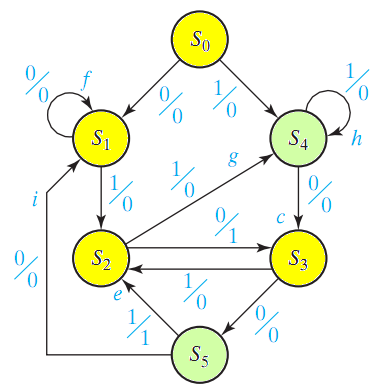 S₀
0/0 f 0/0 1/0 1/0
S₁ S₄ h
1/0 1/0 g 0/0
i 0/1 c
0/0 S₂ S₃
e 1/0
1/1 0/0
S₅